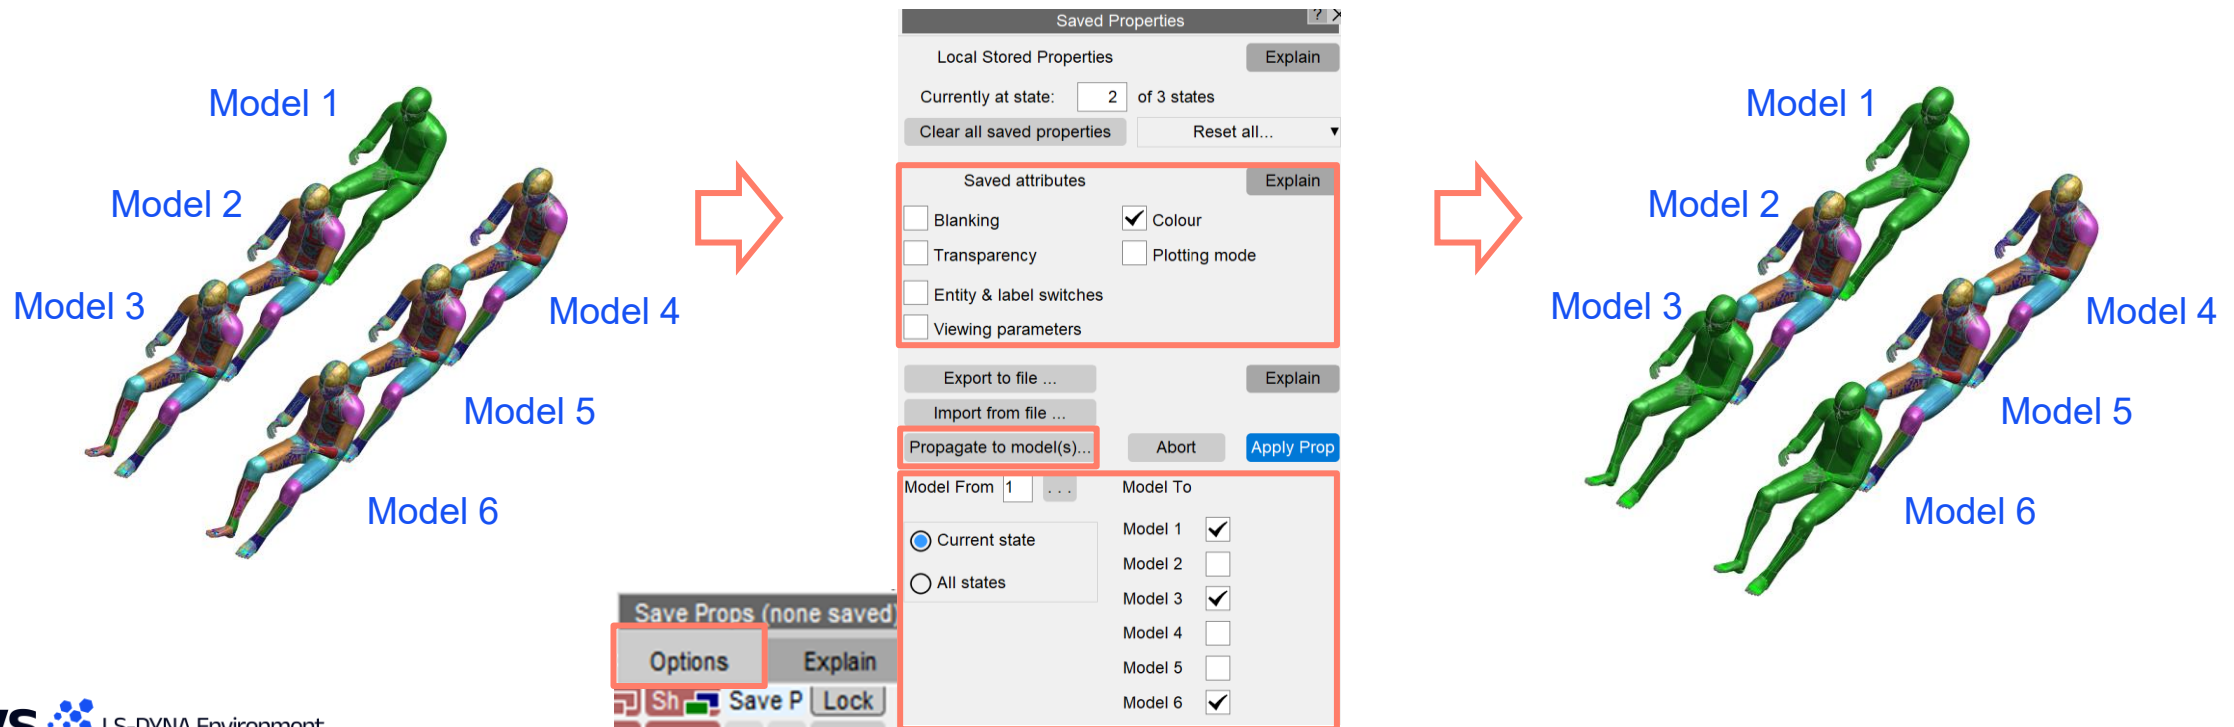 Model 1
Model 2
Model 3
Model 4
Model 5
Model 6
Saved Properties
? X
Local Stored Properties
Explain
Currently at state: 2 of 3 states
Clear all saved properties
Reset all...
Saved attributes
Explain
Blanking
Colour
Transparency
Plotting mode
Entity & label switches
Viewing parameters
Export to file ...
Explain
Import from file ...
Propagate to model(s)...
Abort
Apply Prop
Model From 1 ...
Model To
Current state
All states
Model 1
Model 2
Model 3
Model 4
Model 5
Model 6
Save Props (none saved)
Options
Explain
Sh
Save P
Lock
Model 1
Model 2
Model 3
Model 4
Model 5
Model 6
LS-DYNA Environment